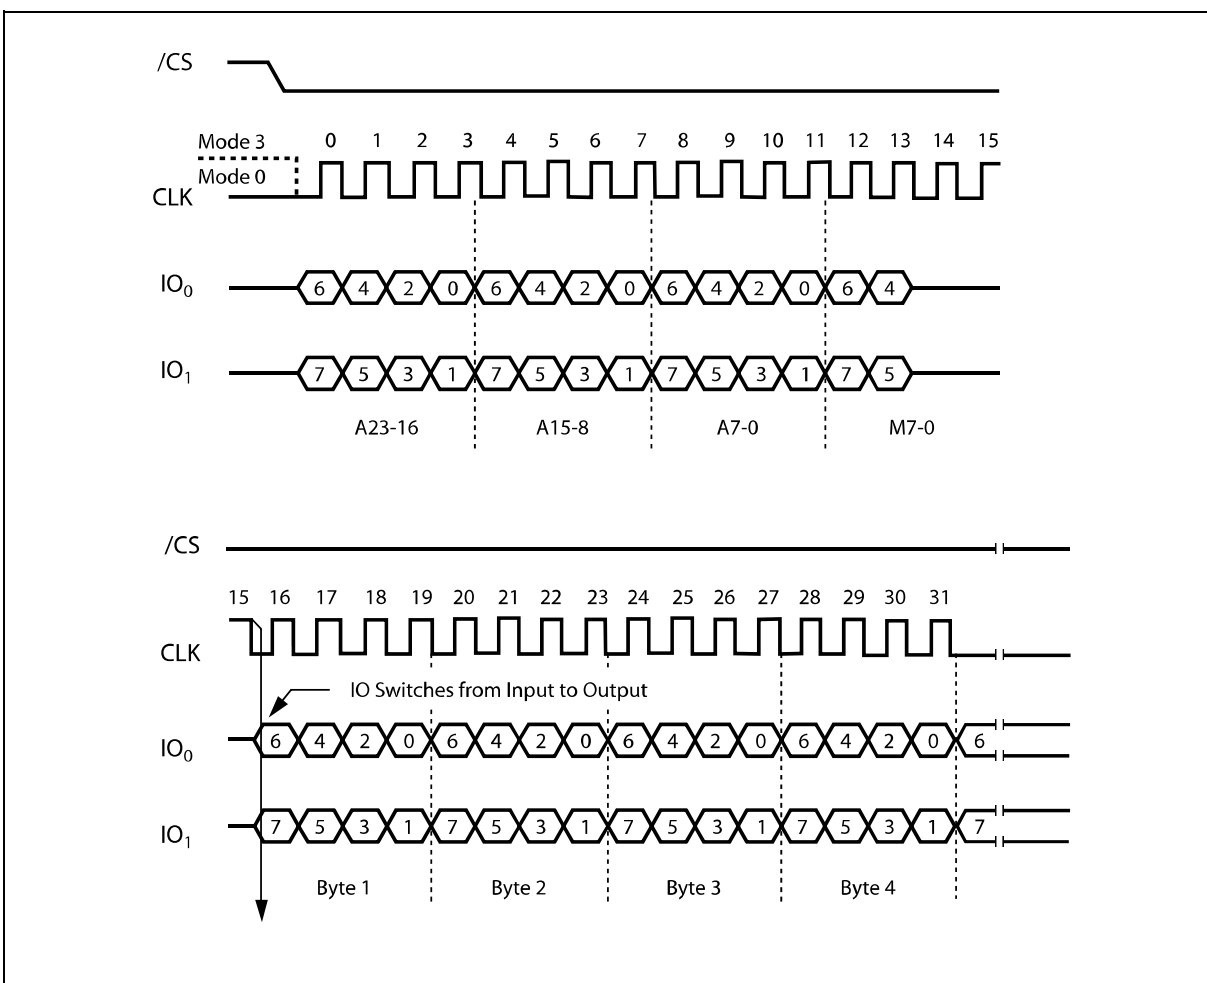 /CS
Mode 3
0 1 2 3 4 5 6 7 8 9 10 11 12 13 14 15
Mode 0
CLK
IO0 6 4 2 0 6 4 2 0 6 4 2 0 6 4
IO1 7 5 3 1 7 5 3 1 7 5 3 1 7 5
A23-16 A15-8 A7-0 M7-0
/CS
15 16 17 18 19 20 21 22 23 24 25 26 27 28 29 30 31
CLK
IO Switches from Input to Output
IO0 6 4 2 0 6 4 2 0 6 4 2 0 6 4 2 0 6
IO1 7 5 3 1 7 5 3 1 7 5 3 1 7 5 3 1 7
Byte 1 Byte 2 Byte 3 Byte 4